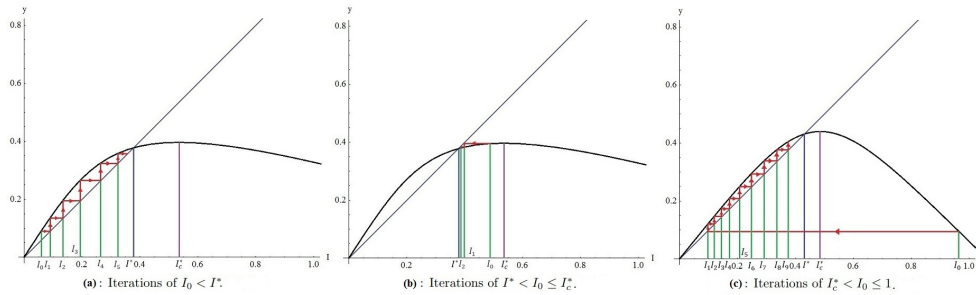 y
0.8
0.6
0.4
0.2
I₀ I₁ I₂ 0.2 I₃ I₄ I₅ I* 0.4 I*c 0.6 0.8 1.0 I
(a): Iterations of I₀ < I*.
y
0.8
0.6
0.4
0.2
0.2 I* I₂ I₁ I₀ I*c 0.6 0.8 1.0 I
(b): Iterations of I* < I₀ ≤ I*c.
y
0.8
0.6
0.4
0.2
I₁ I₂ I₃ I₄ 0.2 I₅ I₆ I₇ I₈ I₉ 0.4 I* I*c 0.6 0.8 I₀ 1.0
(c): Iterations of I*c < I₀ ≤ 1.